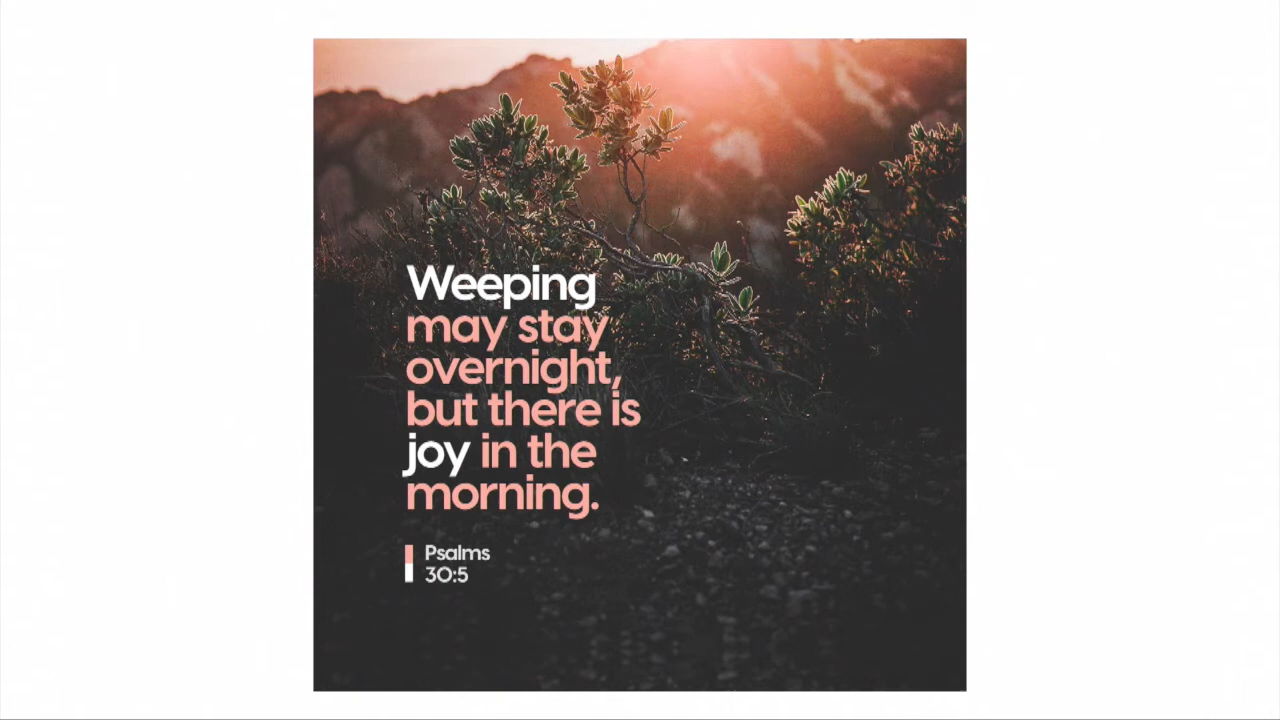 Weeping
may stay
overnight,
but there is
joy in the
morning.
Psalms
30:5